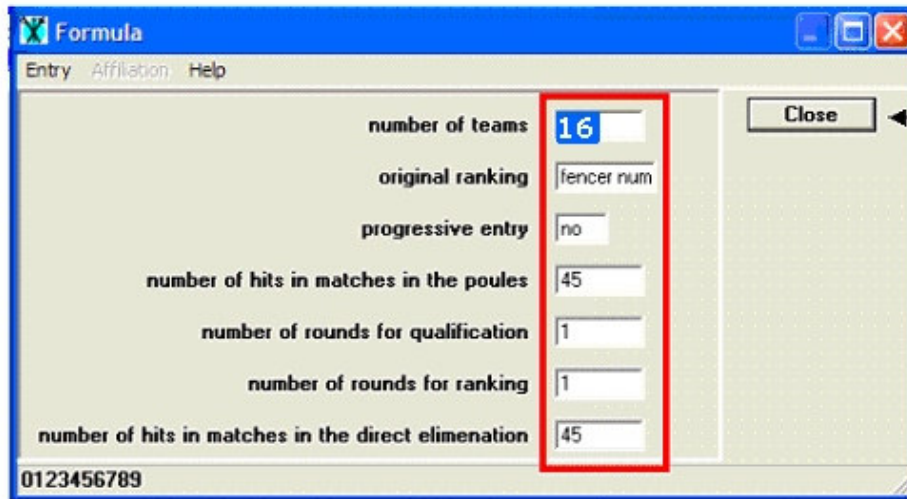 Formula
Entry Affiliation Help
number of teams 16 Close
original ranking fencer num
progressive entry no
number of hits in matches in the poules 45
number of rounds for qualification 1
number of rounds for ranking 1
number of hits in matches in the direct elimenation 45
0123456789